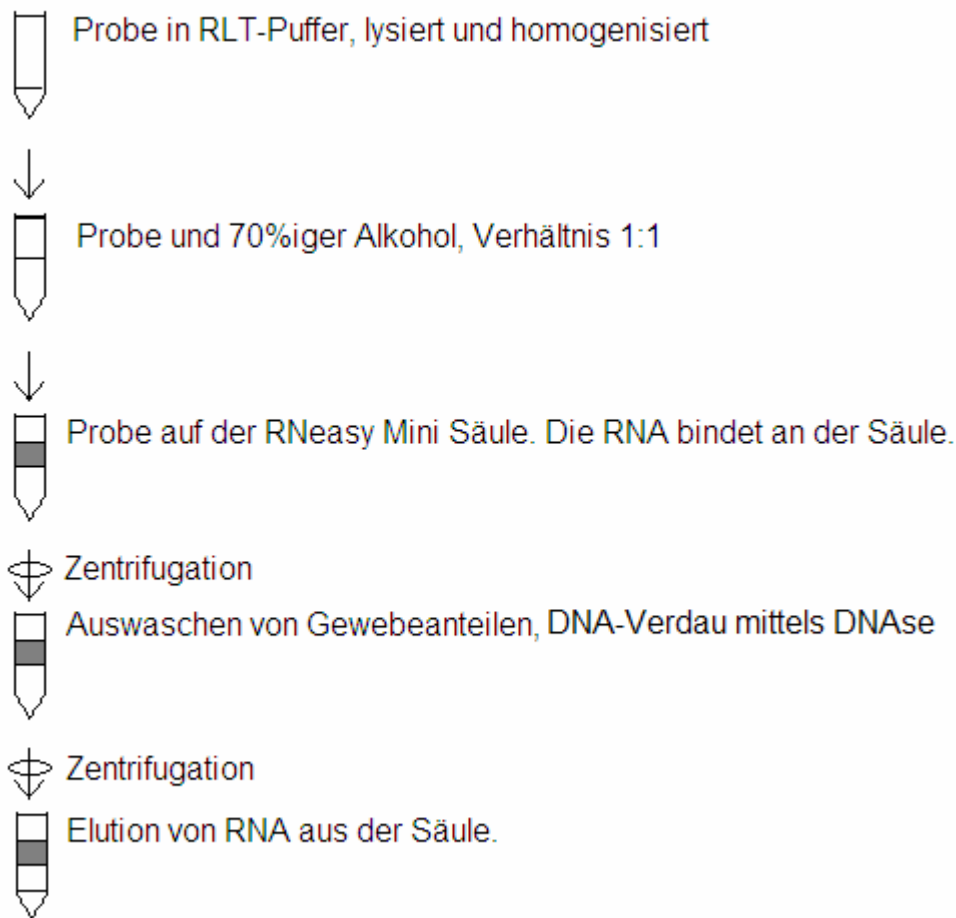 Probe in RLT-Puffer, lysiert und homogenisiert
Probe und 70%iger Alkohol, Verhältnis 1:1
Probe auf der RNeasy Mini Säule. Die RNA bindet an der Säule.
Zentrifugation
Auswaschen von Gewebeanteilen, DNA-Verdau mittels DNAse
Zentrifugation
Elution von RNA aus der Säule.